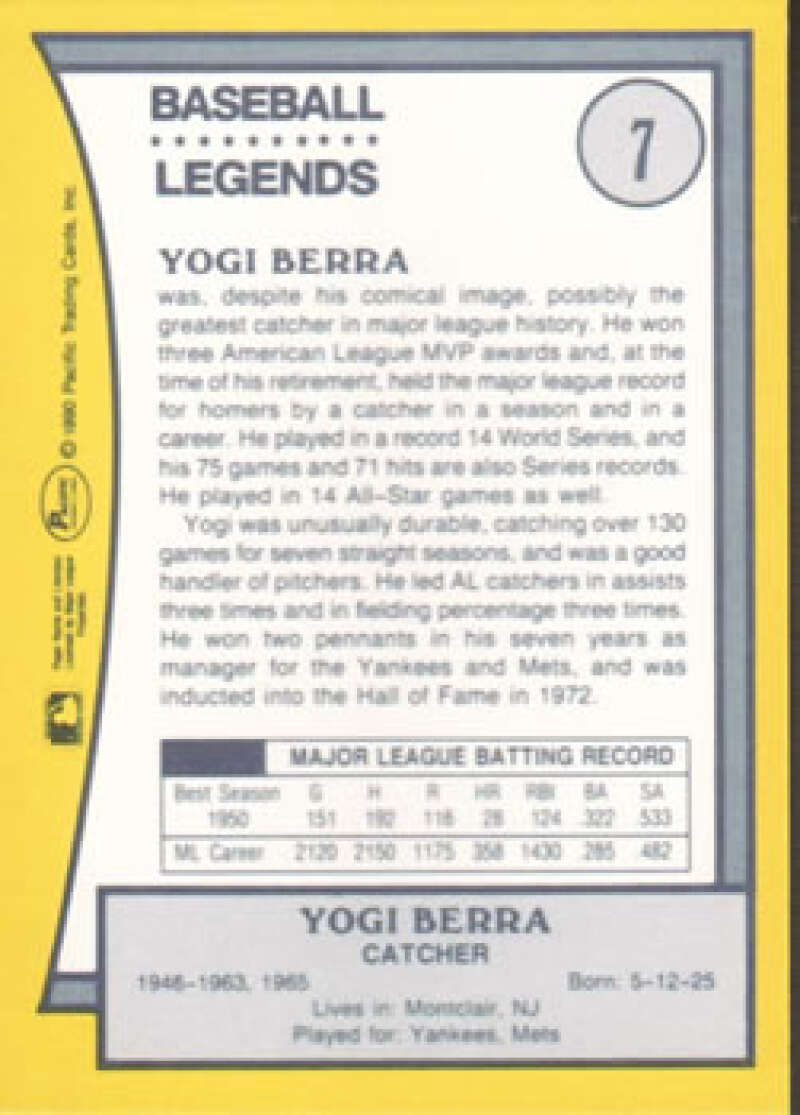 BASEBALL
LEGENDS
7
YOGI BERRA
was, despite his comical image, possibly the
greatest catcher in major league history. He won
three American League MVP awards and, at the
time of his retirement, held the major league record
for homers by a catcher in a season and in a
career. He played in a record 14 World Series, and
his 75 games and 71 hits are also Series records.
He played in 14 All-Star games as well.
Yogi was unusually durable, catching over 130
games for seven straight seasons, and was a good
handler of pitchers. He led AL catchers in assists
three times and in fielding percentage three times.
He won two pennants in his seven years as
manager for the Yankees and Mets, and was
inducted into the Hall of Fame in 1972.
MAJOR LEAGUE BATTING RECORD
Best Season G H R HR RBI BA SA
1950 151 192 116 28 124 .322 .533
ML Career 2120 2150 1175 358 1430 .285 .482
YOGI BERRA
CATCHER
1946-1963, 1965 Born: 5-12-25
Lives in: Montclair, NJ
Played for: Yankees, Mets
© 1990 Pacific Trading Cards, Inc.
Pacific